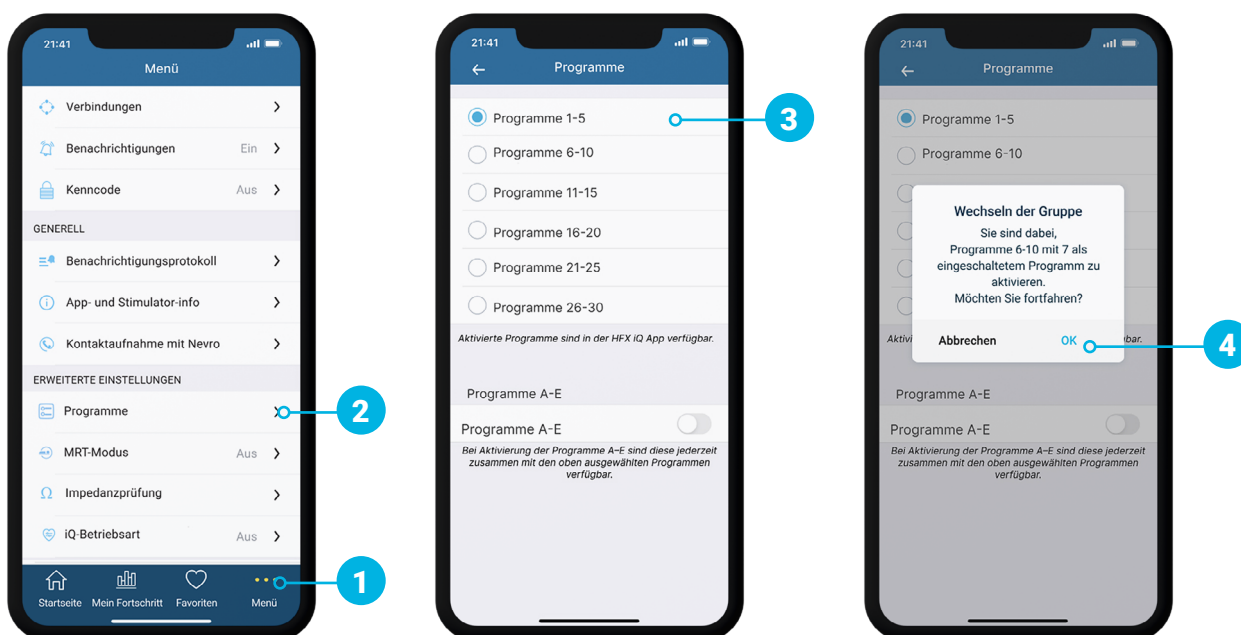 21:41
Menü
Verbindungen
Benachrichtigungen Ein
Kenncode Aus
GENERELL
Benachrichtigungsprotokoll
App- und Stimulator-info
Kontaktaufnahme mit Nevro
ERWEITERTE EINSTELLUNGEN
Programme
2
MRT-Modus Aus
Impedanzprüfung
iQ-Betriebsart Aus
Startseite Mein Fortschritt Favoriten Menü
1
21:41
Programme
Programme 1-5
3
Programme 6-10
Programme 11-15
Programme 16-20
Programme 21-25
Programme 26-30
Aktivierte Programme sind in der HFX iQ App verfügbar.
Programme A-E
Programme A-E
Bei Aktivierung der Programme A–E sind diese jederzeit
zusammen mit den oben ausgewählten Programmen
verfügbar.
21:41
Programme
Programme 1-5
Programme 6-10
Wechseln der Gruppe
Sie sind dabei,
Programme 6-10 mit 7 als
eingeschaltetem Programm zu
aktivieren.
Möchten Sie fortfahren?
Abbrechen OK
4
Aktivi bar.
Programme A-E
Programme A-E
Bei Aktivierung der Programme A–E sind diese jederzeit
zusammen mit den oben ausgewählten Programmen
verfügbar.